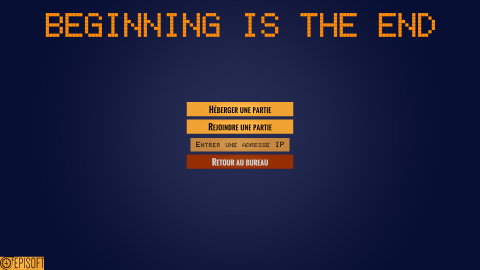 BEGINNING IS THE END
Héberger une partie
Rejoindre une partie
Entrer une adresse IP
Retour au bureau
EPISOFT